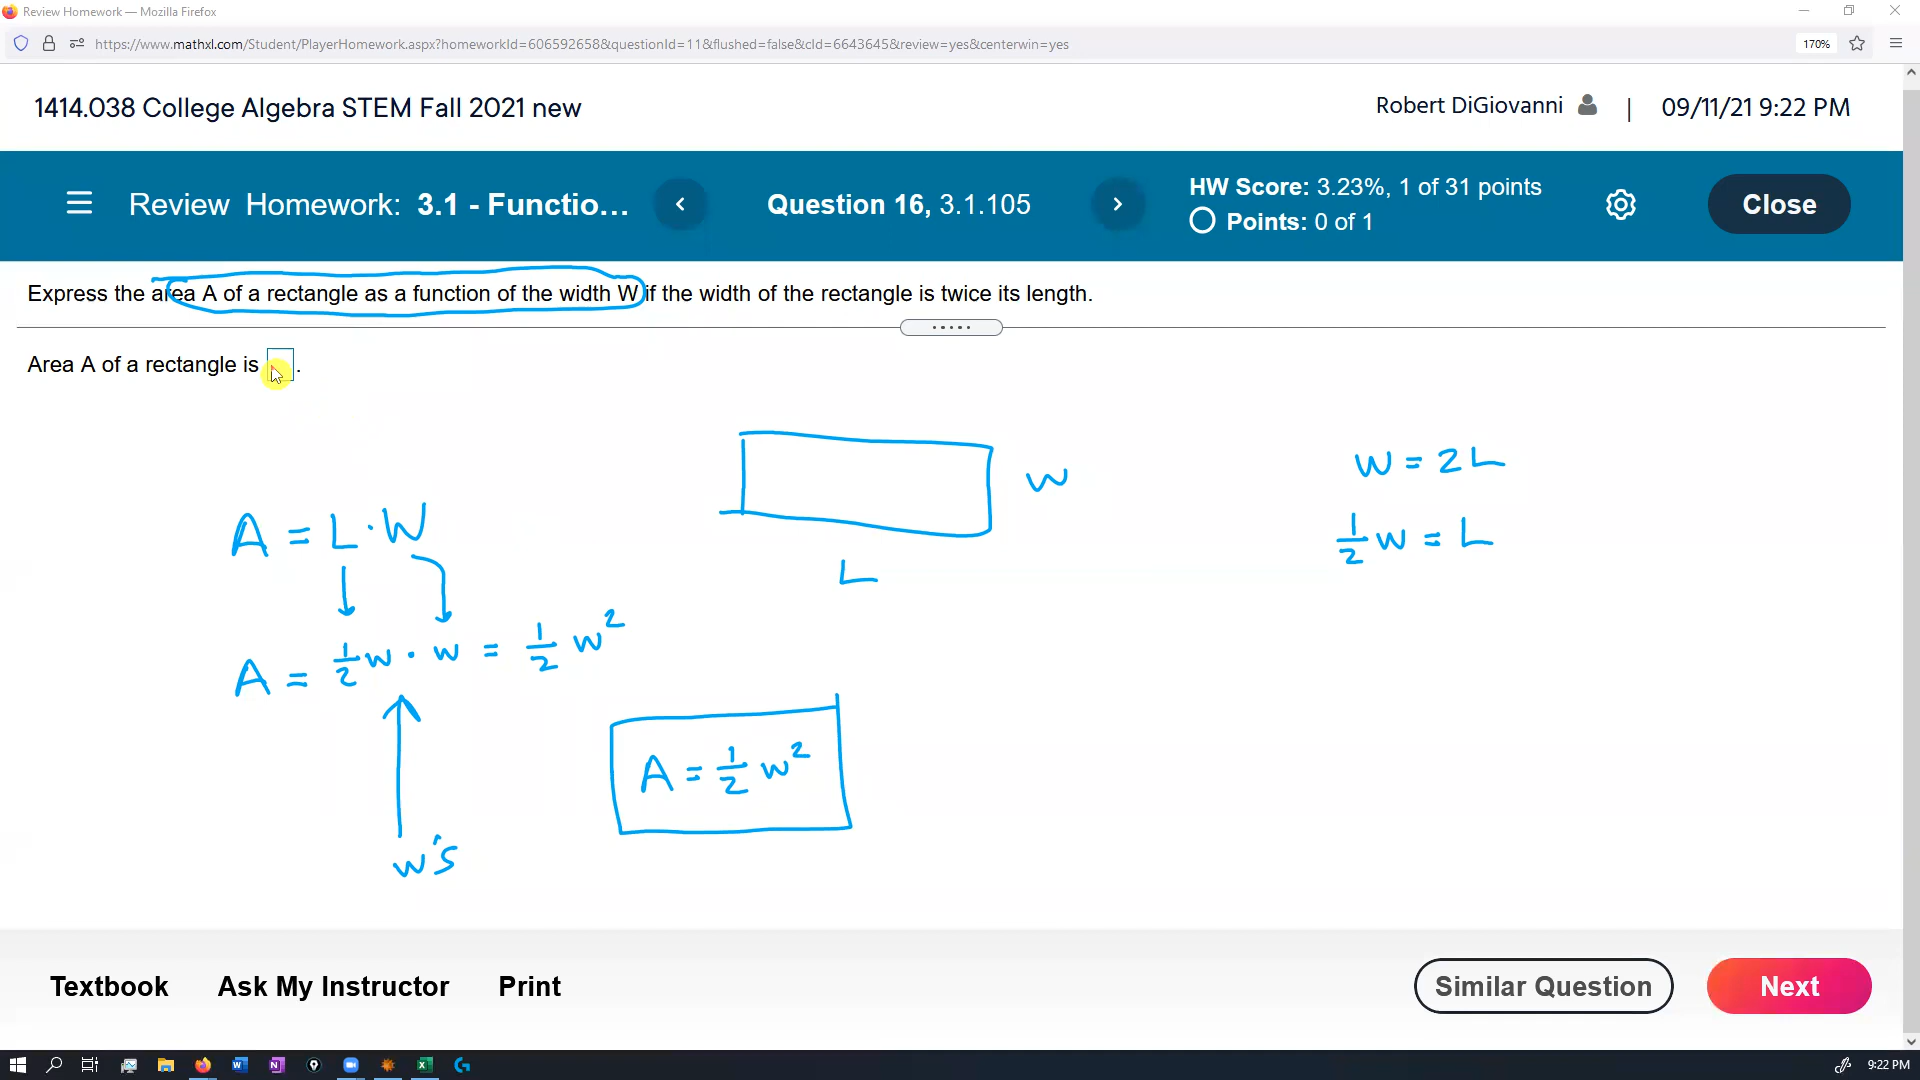 Review Homework — Mozilla Firefox
https://www.mathxl.com/Student/PlayerHomework.aspx?homeworkId=606592658&questionId=11&flushed=false&cId=6643645&review=yes&centerwin=yes
170%
1414.038 College Algebra STEM Fall 2021 new
Robert DiGiovanni | 09/11/21 9:22 PM
Review Homework: 3.1 - Functio...
Question 16, 3.1.105
HW Score: 3.23%, 1 of 31 points
Points: 0 of 1
Close
Express the area A of a rectangle as a function of the width W if the width of the rectangle is twice its length.
Area A of a rectangle is .
W
L
W = 2L
1/2 W = L
A = L · W
A = 1/2 W · W = 1/2 W²
W's
A = 1/2 W²
Textbook
Ask My Instructor
Print
Similar Question
Next
9:22 PM